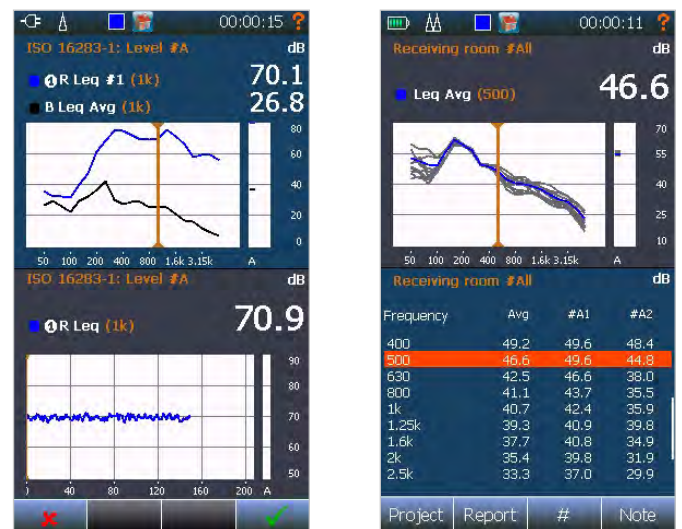 00:00:15 ?
ISO 16283-1: Level #A dB
1 R Leq #1 (1k) 70.1
B Leq Avg (1k) 26.8
80
60
40
20
0
50 100 200 400 800 1.6k 3.15k A
ISO 16283-1: Level #A dB
1 R Leq (1k) 70.9
90
80
70
60
50
0 40 80 120 160 200 A
00:00:11 ?
Receiving room #All dB
Leq Avg (500) 46.6
70
55
40
25
10
50 100 200 400 800 1.6k 3.15k A
Receiving room #All dB
Frequency Avg #A1 #A2
400 49.2 49.6 48.4
500 46.6 49.6 44.8
630 42.5 46.6 38.0
800 41.1 43.7 35.5
1k 40.7 42.4 35.9
1.25k 39.3 40.9 39.8
1.6k 37.7 40.8 34.9
2k 35.4 39.8 31.9
2.5k 33.3 37.0 29.9
Project Report # Note